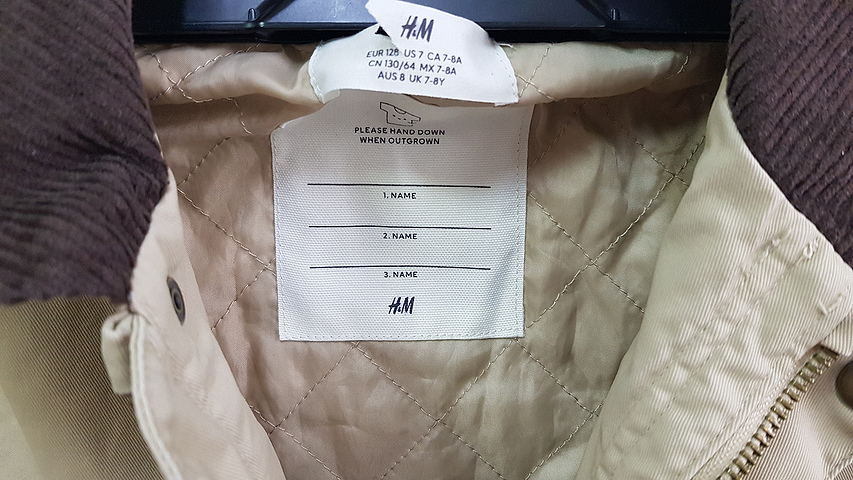 H&M
EUR 128 US 7 CA 7-8A
CN 130/64 MX 7-8A
AUS 8 UK 7-8Y
PLEASE HAND DOWN
WHEN OUTGROWN
1. NAME
2. NAME
3. NAME
H&M